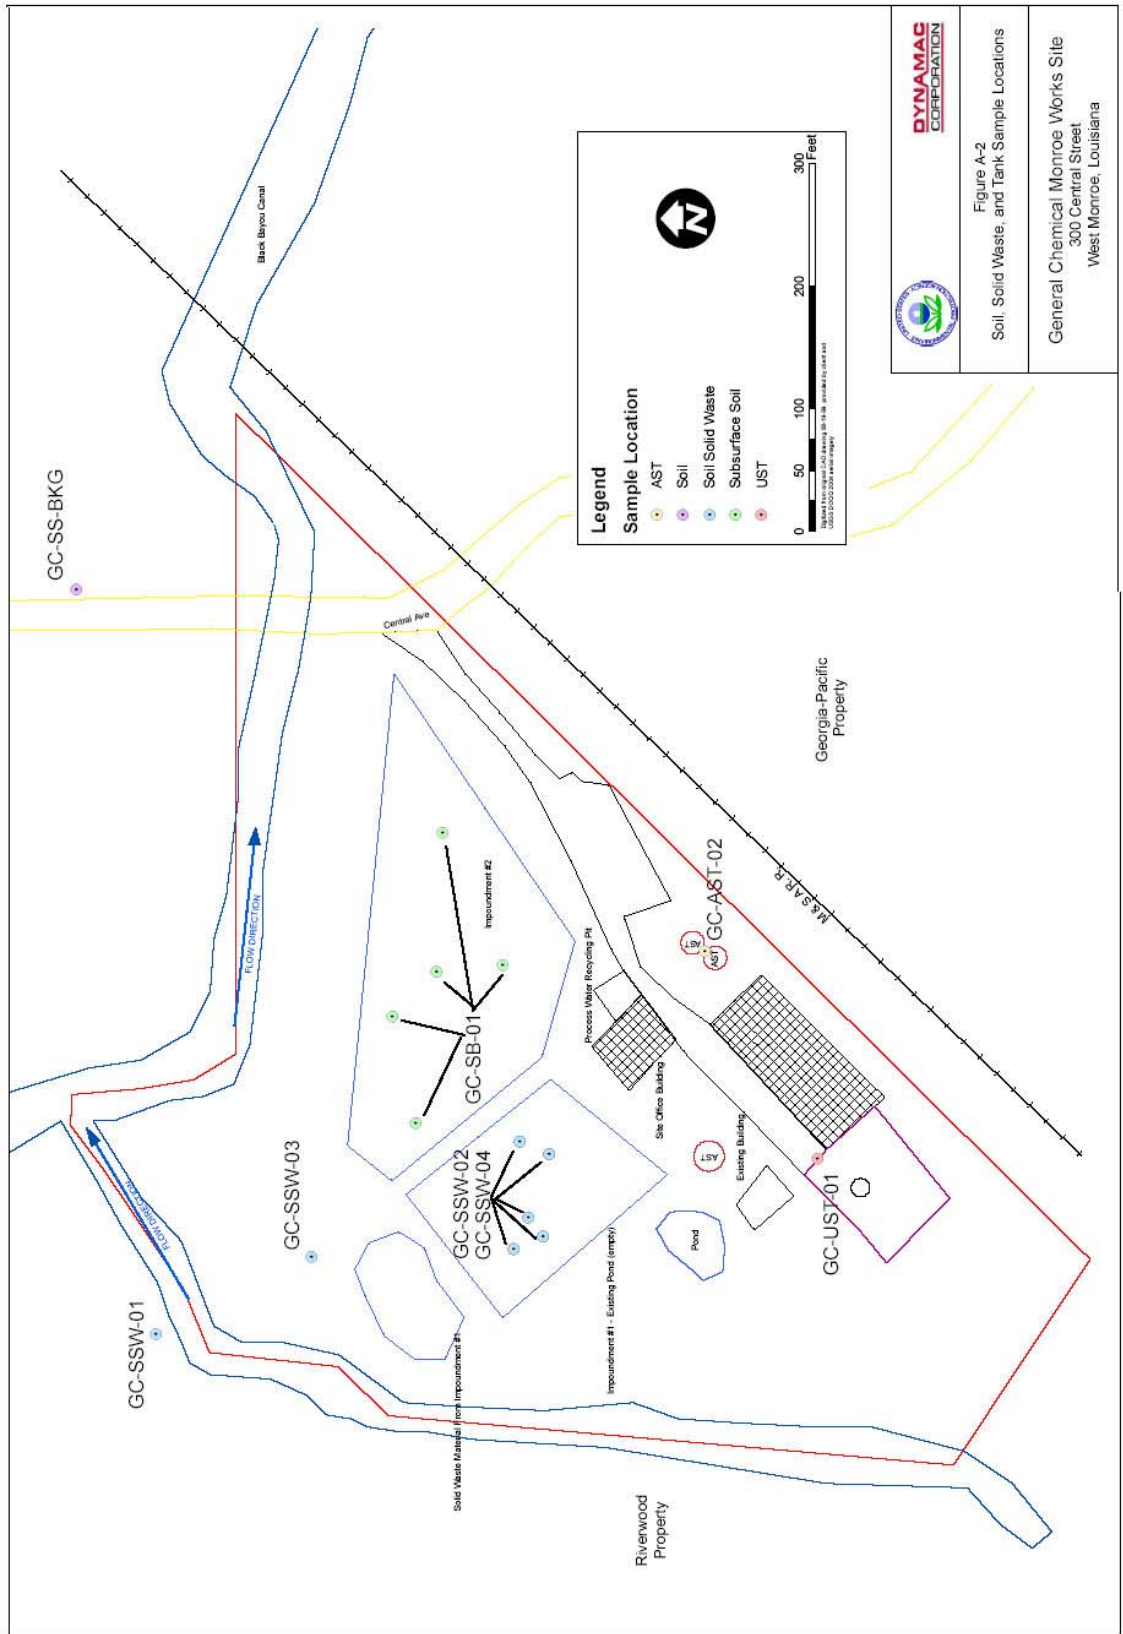 GC-SS-BKG
Black Bayou Canal
GC-SSW-01
FLOW DIRECTION
GC-SSW-03
FLOW DIRECTION
Central Ave
Solid Waste Material From Impoundment #1
GC-SSW-02
GC-SSW-04
GC-SB-01
Impoundment #2
Impoundment #1 - Existing Pond (empty)
Process Water Recycling Pit
Site Office Building
Riverwood
Property
Pond
AST
Existing Building
AST
AST
GC-AST-02
GC-UST-01
M & S A R.R.
Georgia-Pacific
Property
Legend
Sample Location
AST
Soil
Soil Solid Waste
Subsurface Soil
UST
N
0 50 100 200 300
Feet
DYNAMAC
CORPORATION
Figure A-2
Soil, Solid Waste, and Tank Sample Locations
General Chemical Monroe Works Site
300 Central Street
West Monroe, Louisiana